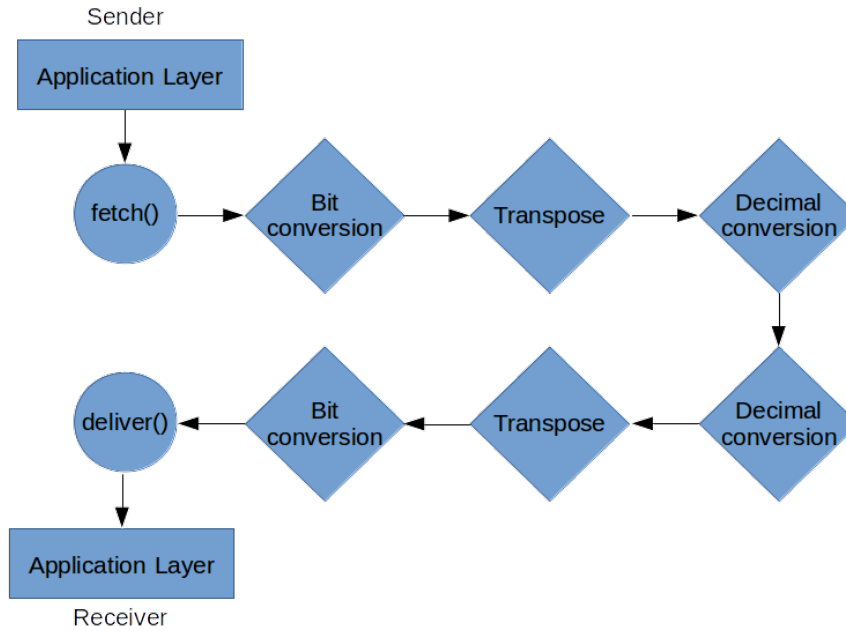 Sender
Application Layer
fetch()
Bit
conversion
Transpose
Decimal
conversion
deliver()
Bit
conversion
Transpose
Decimal
conversion
Application Layer
Receiver